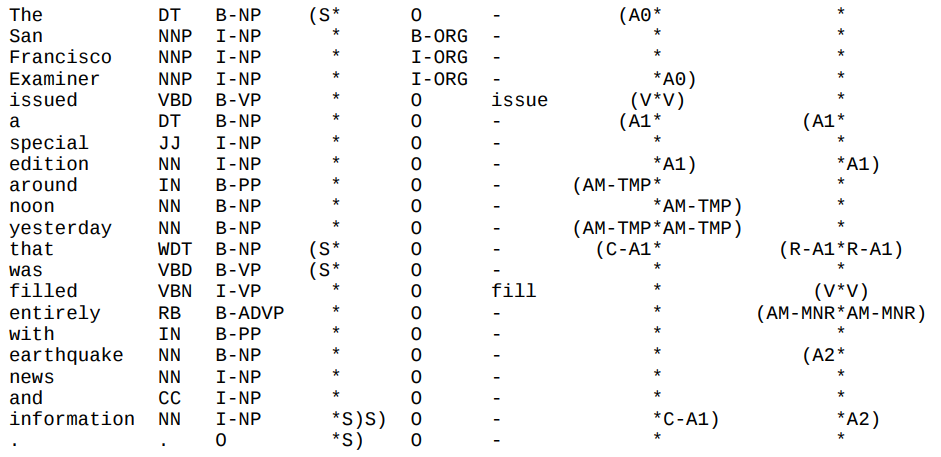 The DT B-NP (S* O - (A0* *
San NNP I-NP * B-ORG - * *
Francisco NNP I-NP * I-ORG - * *
Examiner NNP I-NP * I-ORG - *A0) *
issued VBD B-VP * O issue (V*V) *
a DT B-NP * O - (A1* (A1*
special JJ I-NP * O - * *
edition NN I-NP * O - *A1) *A1)
around IN B-PP * O - (AM-TMP* *
noon NN B-NP * O - *AM-TMP) *
yesterday NN B-NP * O - (AM-TMP*AM-TMP) *
that WDT B-NP (S* O - (C-A1* (R-A1*R-A1)
was VBD B-VP (S* O - * *
filled VBN I-VP * O fill * (V*V)
entirely RB B-ADVP * O - * (AM-MNR*AM-MNR)
with IN B-PP * O - * *
earthquake NN B-NP * O - * (A2*
news NN I-NP * O - * *
and CC I-NP * O - * *
information NN I-NP *S)S) O - *C-A1) *A2)
. . O *S) O - * *